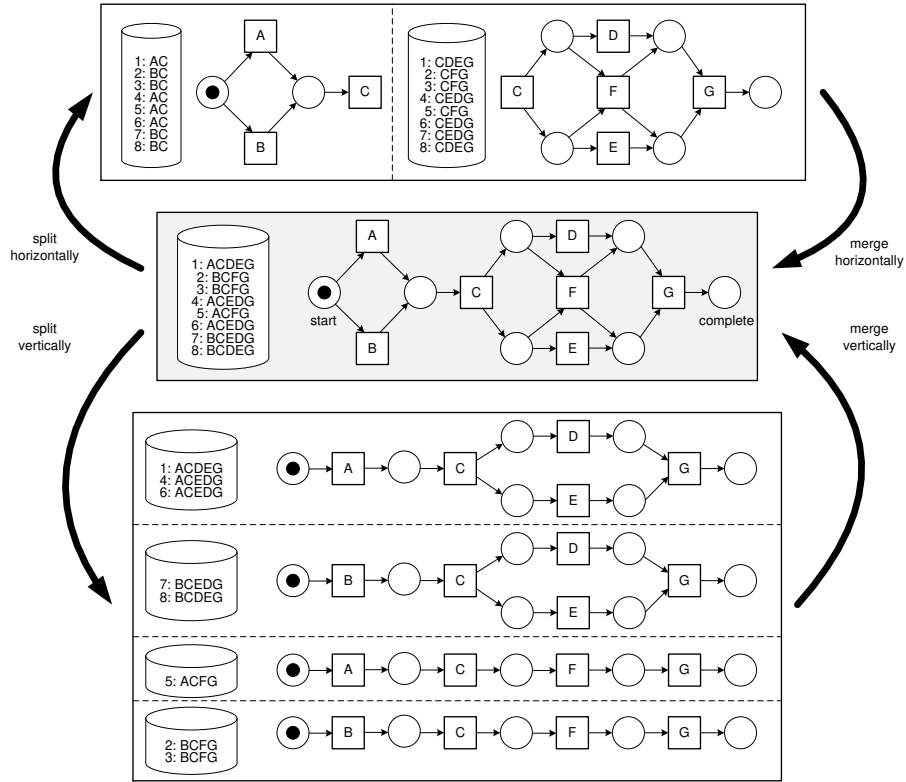 A
1: AC
2: BC
3: BC
4: AC
5: AC
6: AC
7: BC
8: BC
C
B
D
1: CDEG
2: CFG
3: CFG
4: CEDG
5: CFG
6: CEDG
7: CEDG
8: CDEG
C
F
G
E
split
horizontally
merge
horizontally
split
vertically
merge
vertically
1: ACDEG
2: BCFG
3: BCFG
4: ACEDG
5: ACFG
6: ACEDG
7: BCEDG
8: BCDEG
A
start
B
C
D
F
E
G
complete
1: ACDEG
4: ACEDG
6: ACEDG
A
C
D
E
G
7: BCEDG
8: BCDEG
B
C
D
E
G
5: ACFG
A
C
F
G
2: BCFG
3: BCFG
B
C
F
G